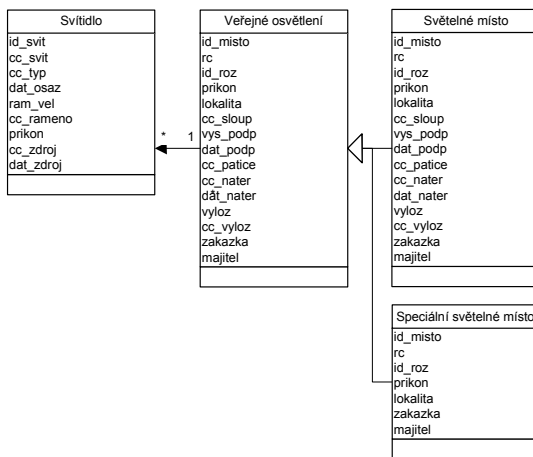 Svítidlo
id_svit
cc_svit
cc_typ
dat_osaz
ram_vel
cc_rameno
prikon
cc_zdroj
dat_zdroj
* 1
Veřejné osvětlení
id_misto
rc
id_roz
prikon
lokalita
cc_sloup
vys_podp
dat_podp
cc_patice
cc_nater
dat_nater
vyloz
cc_vyloz
zakazka
majitel
Světelné místo
id_misto
rc
id_roz
prikon
lokalita
cc_sloup
vys_podp
dat_podp
cc_patice
cc_nater
dat_nater
vyloz
cc_vyloz
zakazka
majitel
Speciální světelné místo
id_misto
rc
id_roz
prikon
lokalita
zakazka
majitel